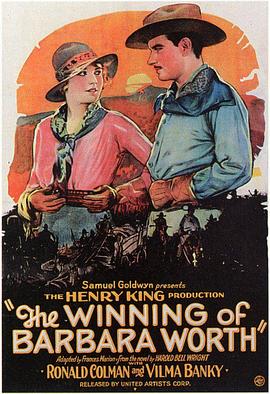 Samuel Goldwyn presents
THE HENRY KING PRODUCTION
"The WINNING of
BARBARA WORTH"
Adapted by Frances Marion from the novel by HAROLD BELL WRIGHT
WITH
RONALD COLMAN and VILMA BANKY
RELEASED BY UNITED ARTISTS CORP.